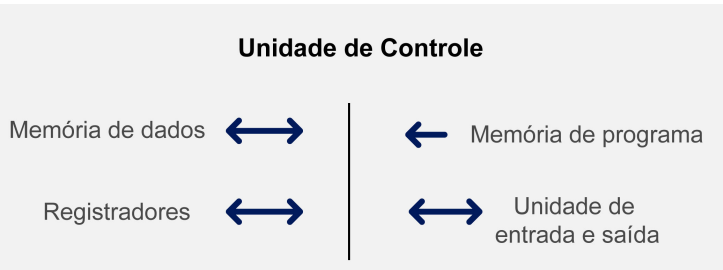 Unidade de Controle
Memória de dados
Memória de programa
Registradores
Unidade de
entrada e saída